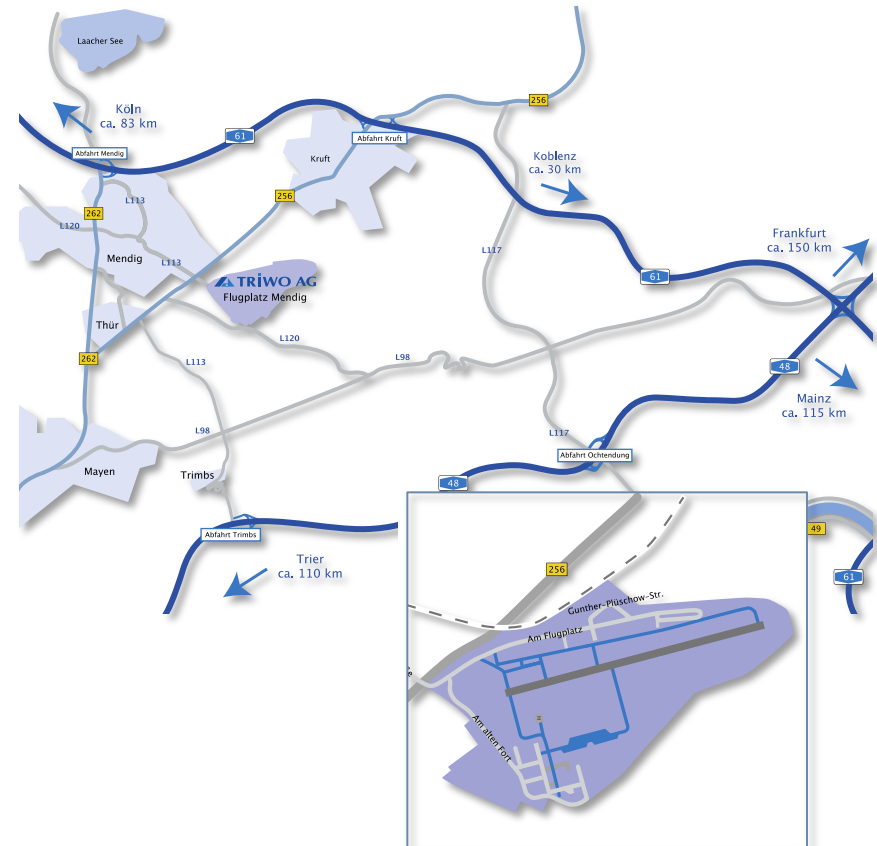 Laacher See
Köln
ca. 83 km
61
256
Abfahrt Kruft
Abfahrt Mendig
Kruft
Koblenz
ca. 30 km
L113
256
262
L120
L117
Frankfurt
ca. 150 km
Mendig
L113
61
TRIWO AG
Flugplatz Mendig
Thür
L120
262
L113
L98
48
Mainz
ca. 115 km
L98
L117
Abfahrt Ochtendung
Mayen
Trimbs
48
Abfahrt Trimbs
49
Trier
ca. 110 km
256
61
Gunther-Plüschow-Str.
Am Flugplatz
Am alten Fort
H